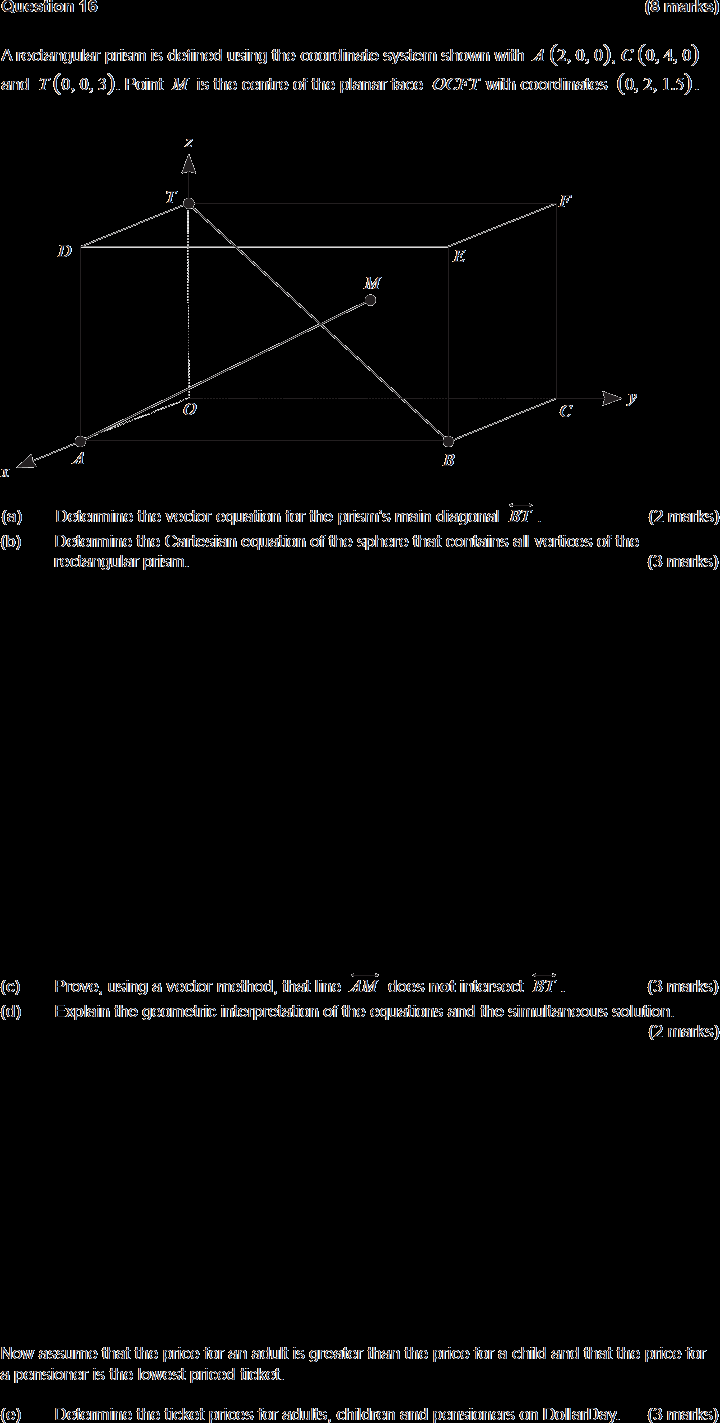 Question 16 (8 marks)
A rectangular prism is defined using the coordinate system shown with A (2, 0, 0), C (0, 4, 0)
and T (0, 0, 3). Point M is the centre of the planar face OCFT with coordinates (0, 2, 1.5).
z
T
F
D
E
M
O
C
y
x
A
B
(a) Determine the vector equation for the prism's main diagonal BT. (2 marks)
(b) Determine the Cartesian equation of the sphere that contains all vertices of the
rectangular prism. (3 marks)
(c) Prove, using a vector method, that line AM does not intersect BT. (3 marks)
(d) Explain the geometric interpretation of the equations and the simultaneous solution.
(2 marks)
Now assume that the price for an adult is greater than the price for a child and that the price for
a pensioner is the lowest priced ticket.
(e) Determine the ticket prices for adults, children and pensioners on DollarDay. (3 marks)